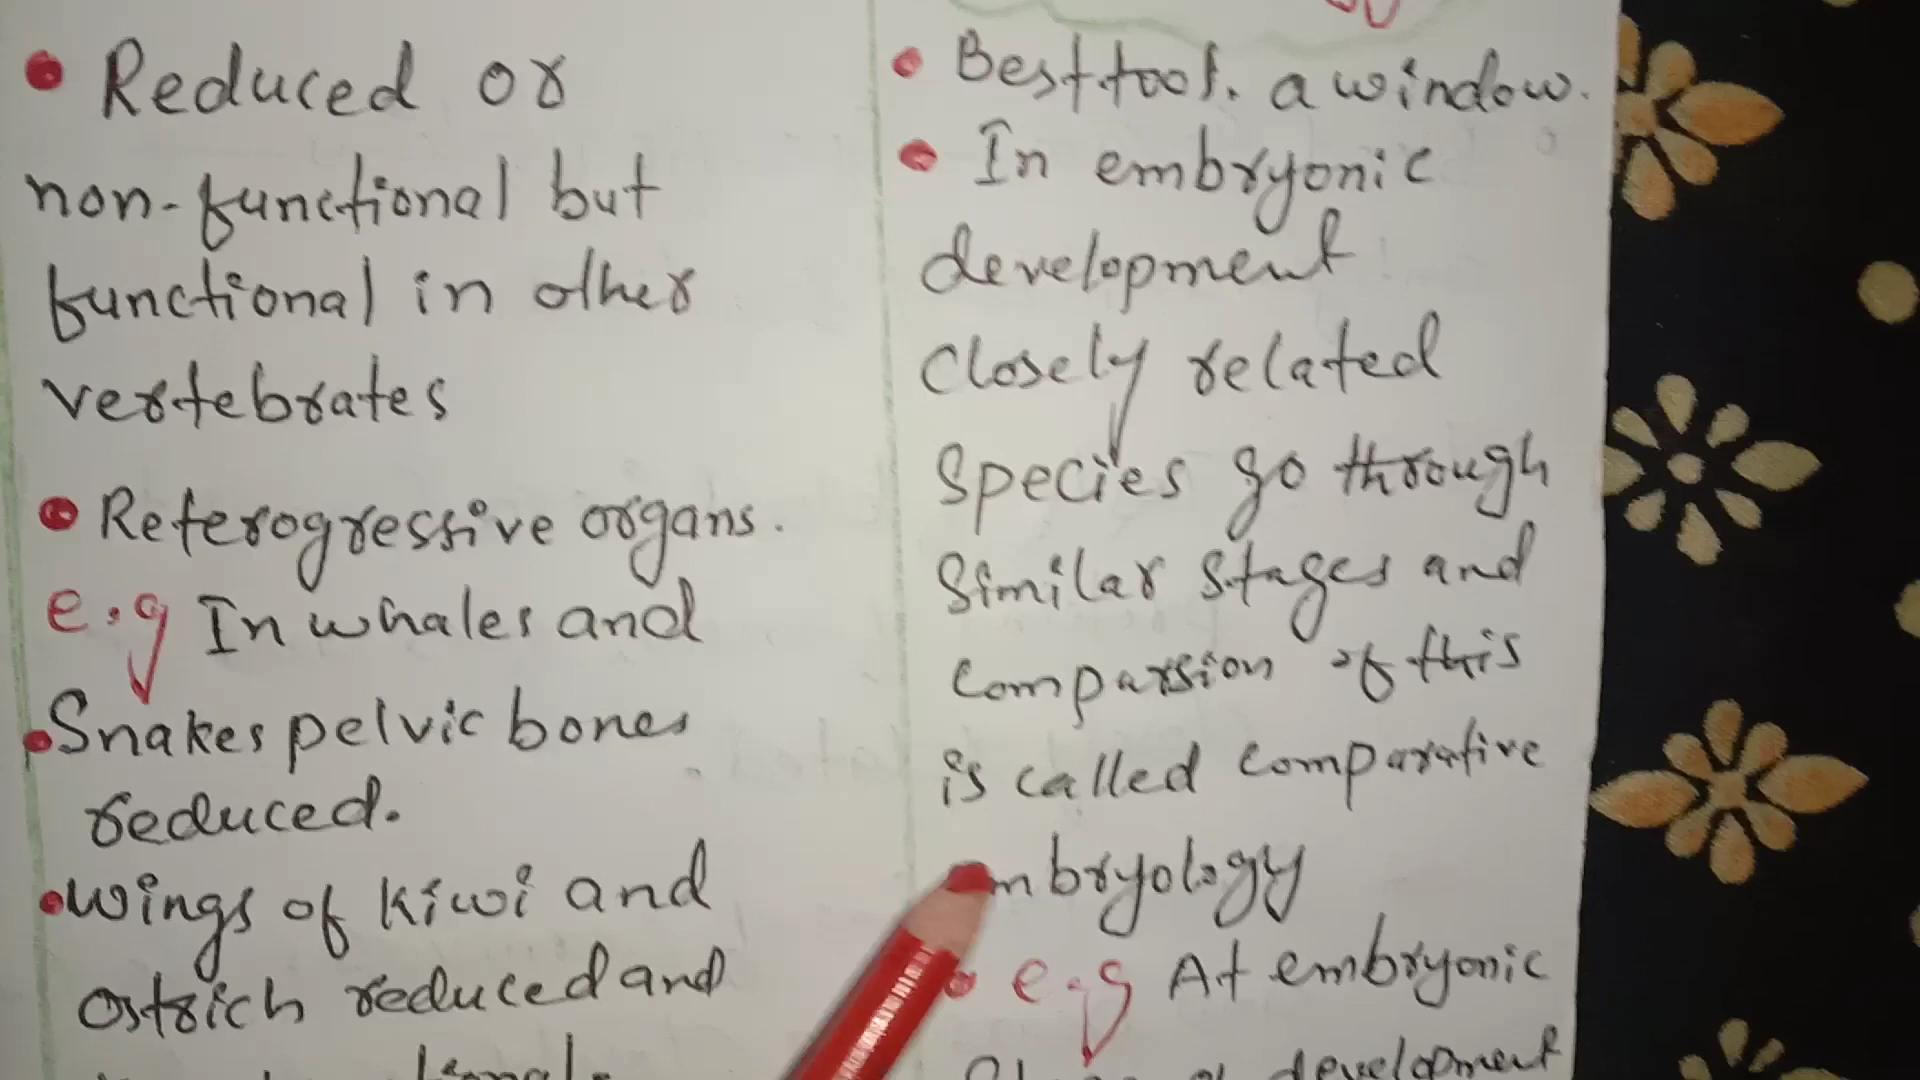 Reduced or
non-functional but
functional in other
vertebrates
Reterogressive organs.
e.g In whales and
Snakes pelvic bones
reduced.
Wings of kiwi and
Ostrich reduced and
Best tool. a window.
In embryonic
development
Closely related
Species go through
Similar stages and
comparsion of this
is called comparative
embryology
e.g At embryonic
development